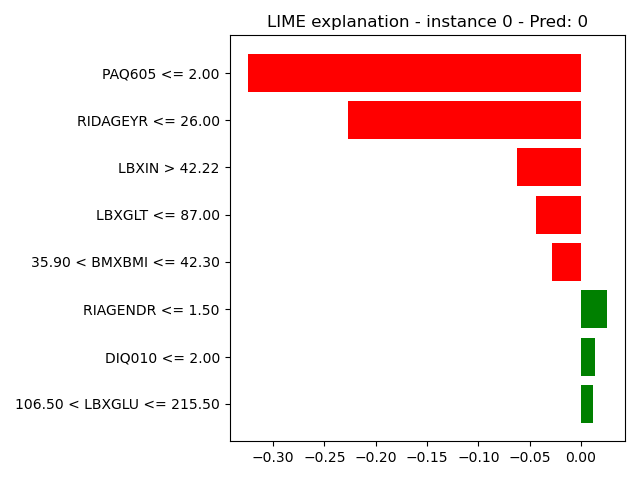 LIME explanation - instance 0 - Pred: 0
PAQ605 <= 2.00
RIDAGEYR <= 26.00
LBXIN > 42.22
LBXGLT <= 87.00
35.90 < BMXBMI <= 42.30
RIAGENDR <= 1.50
DIQ010 <= 2.00
106.50 < LBXGLU <= 215.50
−0.30 −0.25 −0.20 −0.15 −0.10 −0.05 0.00